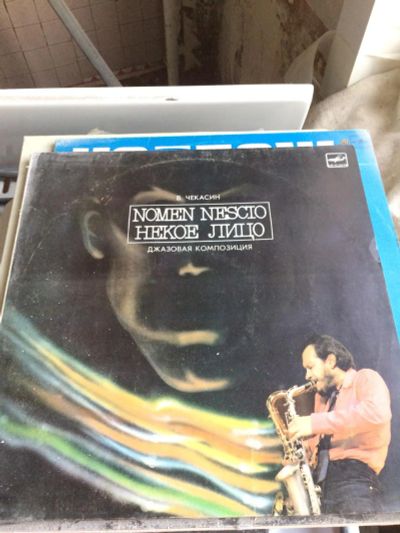 В. ЧЕКАСИН
NOMEN NESCIO
НЕКОЕ ЛИЦО
ДЖАЗОВАЯ КОМПОЗИЦИЯ